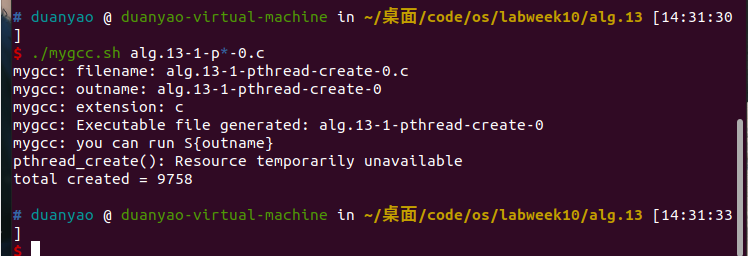 # duanyao @ duanyao-virtual-machine in ~/桌面/code/os/labweek10/alg.13 [14:31:30
]
$ ./mygcc.sh alg.13-1-p*-0.c
mygcc: filename: alg.13-1-pthread-create-0.c
mygcc: outname: alg.13-1-pthread-create-0
mygcc: extension: c
mygcc: Executable file generated: alg.13-1-pthread-create-0
mygcc: you can run S{outname}
pthread_create(): Resource temporarily unavailable
total created = 9758
# duanyao @ duanyao-virtual-machine in ~/桌面/code/os/labweek10/alg.13 [14:31:33
]
$